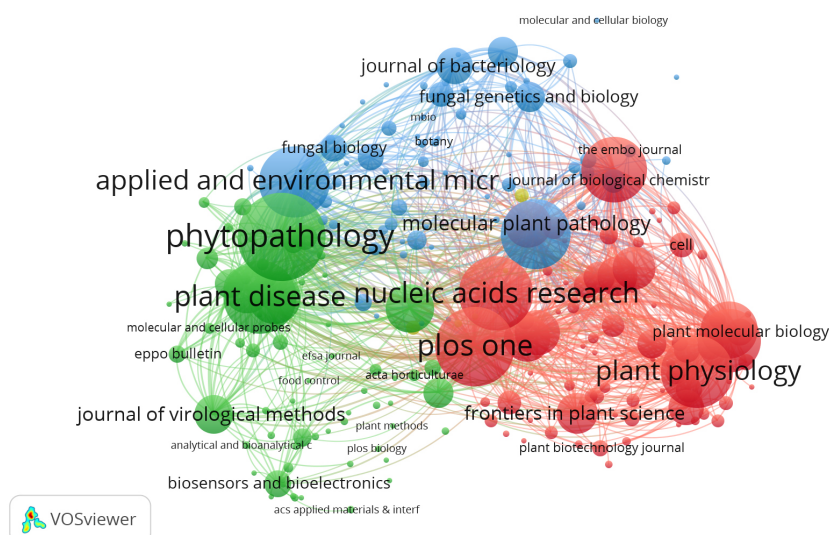 molecular and cellular biology
journal of bacteriology
fungal genetics and biology
mbio
botany
fungal biology
the embo journal
applied and environmental micr
journal of biological chemistr
molecular plant pathology
phytopathology
cell
plant disease
nucleic acids research
molecular and cellular probes
plant molecular biology
plos one
eppo bulletin
efsa journal
plant physiology
food control
acta horticulturae
journal of virological methods
frontiers in plant science
plant methods
analytical and bioanalytical c
plos biology
plant biotechnology journal
biosensors and bioelectronics
acs applied materials & interf
VOSviewer